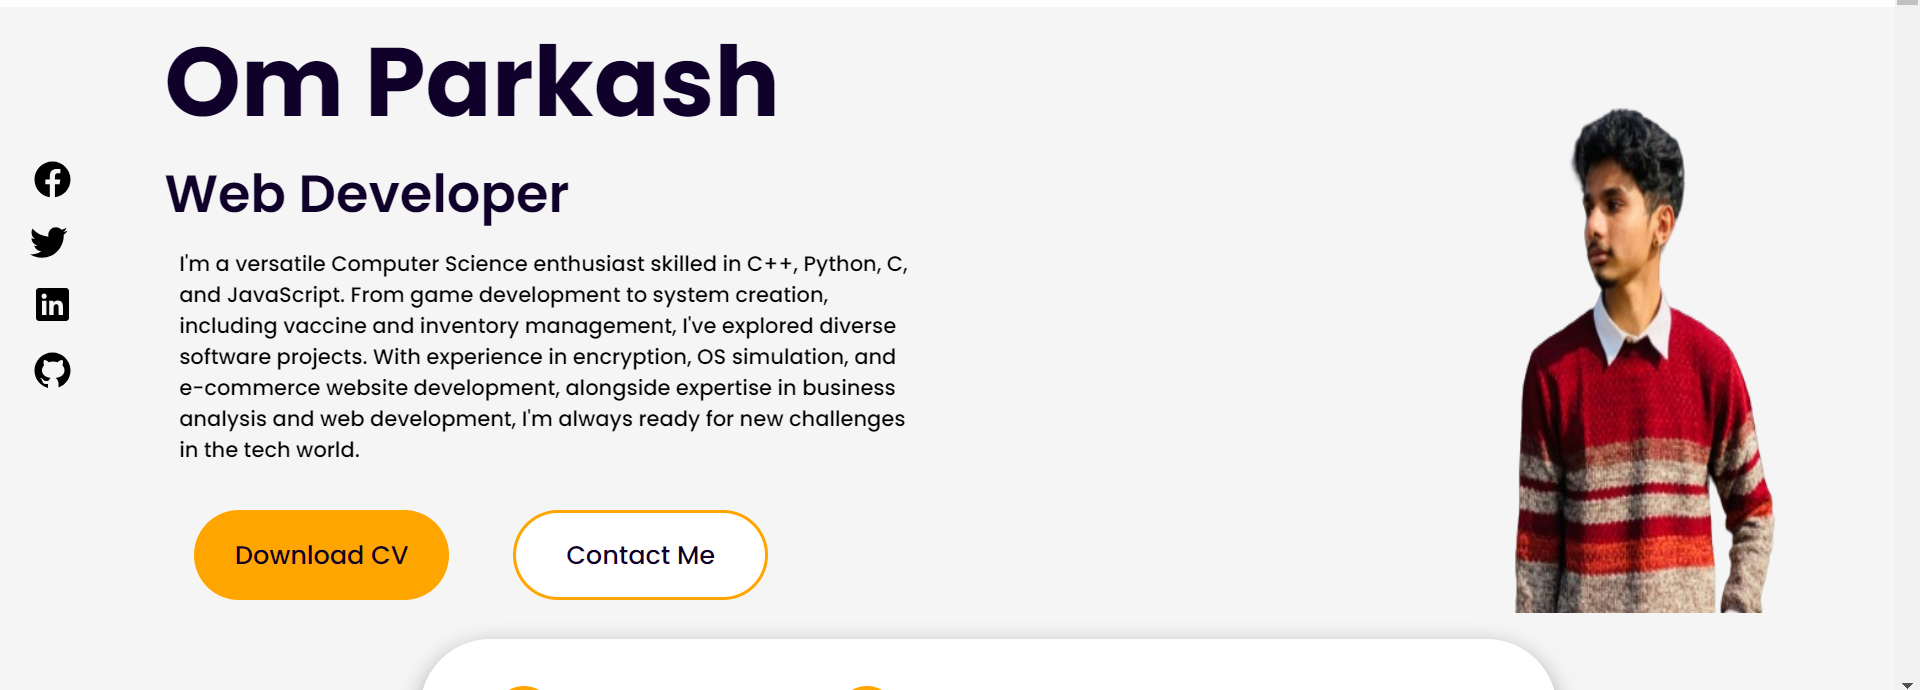 Om Parkash
Web Developer
I'm a versatile Computer Science enthusiast skilled in C++, Python, C,
and JavaScript. From game development to system creation,
including vaccine and inventory management, I've explored diverse
software projects. With experience in encryption, OS simulation, and
e-commerce website development, alongside expertise in business
analysis and web development, I'm always ready for new challenges
in the tech world.
Download CV
Contact Me